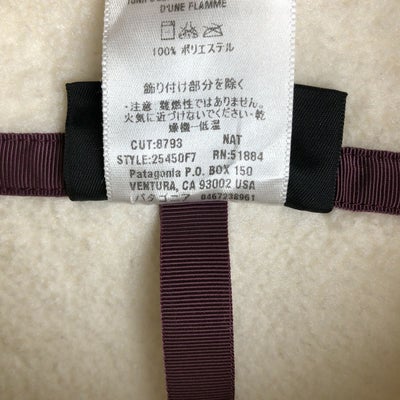 D'UNE FLAMME
100% ポリエステル
飾り付け部分を除く
・注意:難燃性ではありません。
火気に近づけないでください・乾
燥機―低温
CUT:8793 NAT
STYLE:25450F7 RN:51884
Patagonia P.O. BOX 150
VENTURA, CA 93002 USA
パタゴニア 0467238961